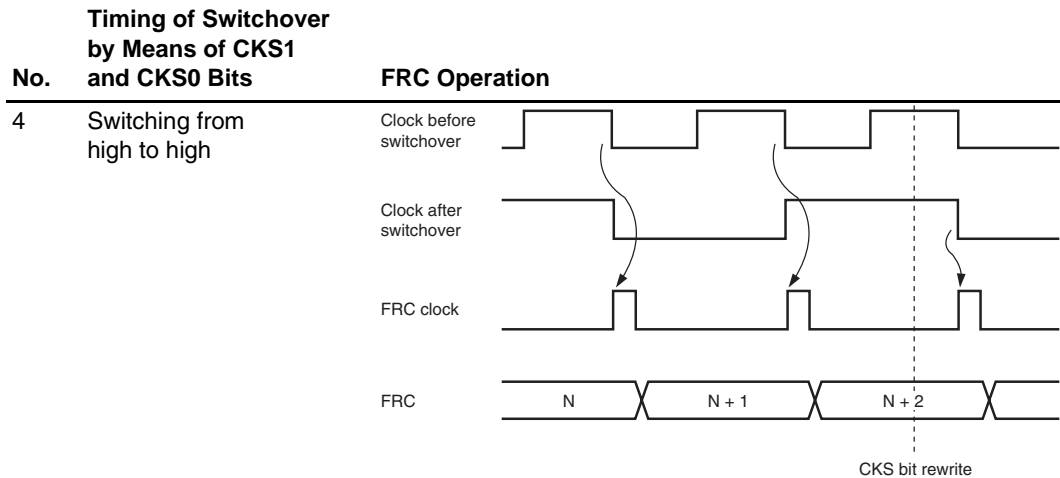 No.
Timing of Switchover
by Means of CKS1
and CKS0 Bits
FRC Operation
4
Switching from
high to high
Clock before
switchover
Clock after
switchover
FRC clock
FRC
N
N + 1
N + 2
CKS bit rewrite